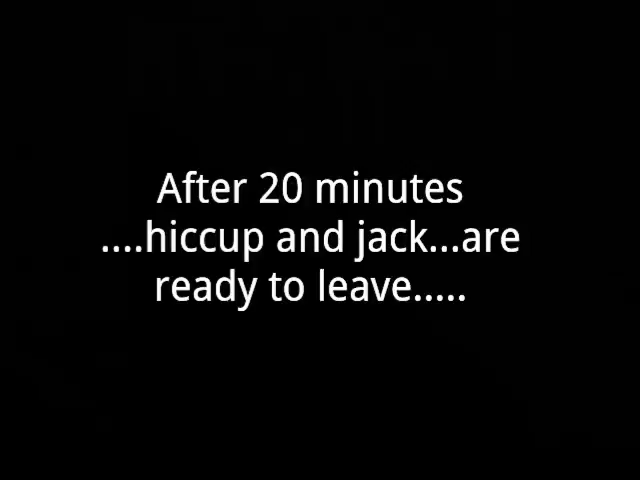 After 20 minutes
....hiccup and jack...are
ready to leave.....